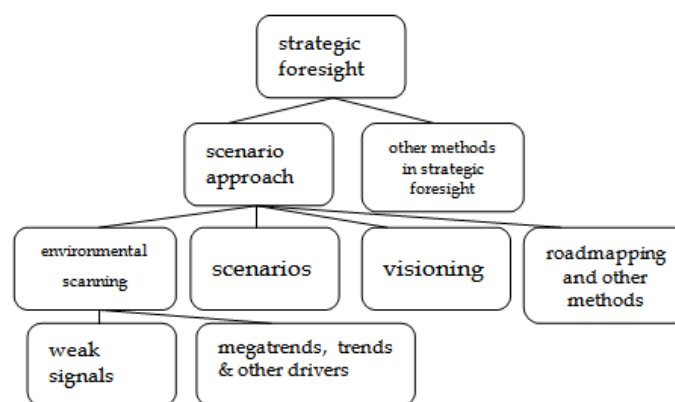 strategic
foresight
scenario
approach
other methods
in strategic
foresight
environmental
scanning
scenarios
visioning
roadmapping
and other
methods
weak
signals
megatrends, trends
& other drivers